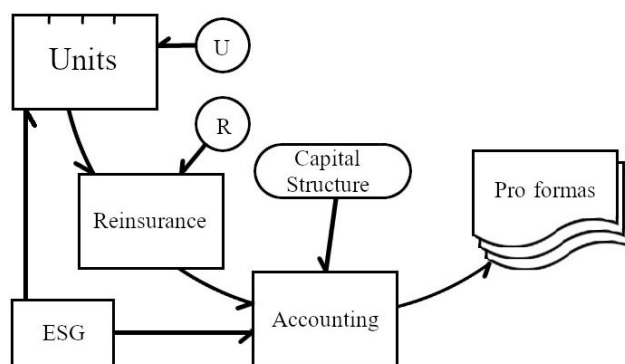 Units
U
R
Capital
Structure
Pro formas
Reinsurance
Accounting
ESG